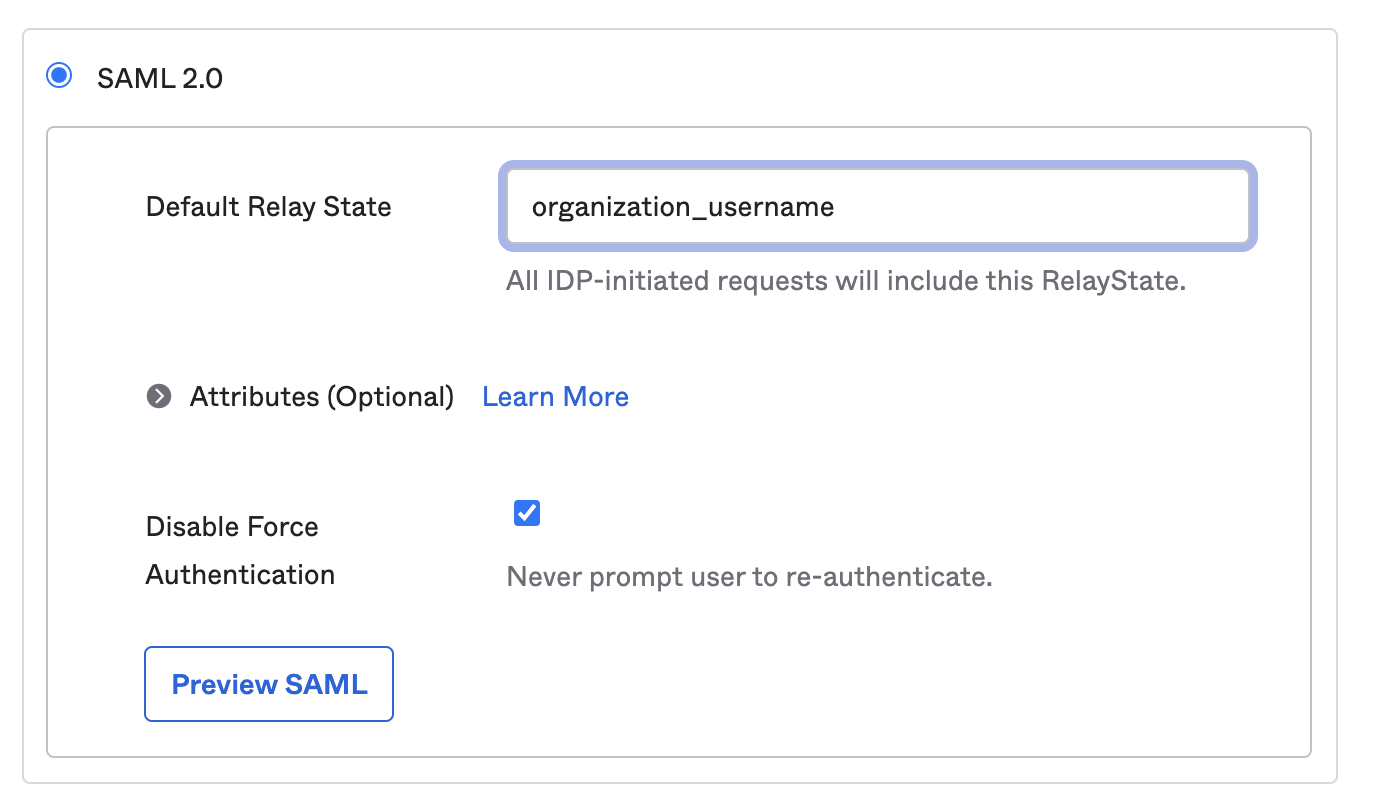 SAML 2.0
Default Relay State
organization_username
All IDP-initiated requests will include this RelayState.
Attributes (Optional) Learn More
Disable Force
Authentication
Never prompt user to re-authenticate.
Preview SAML